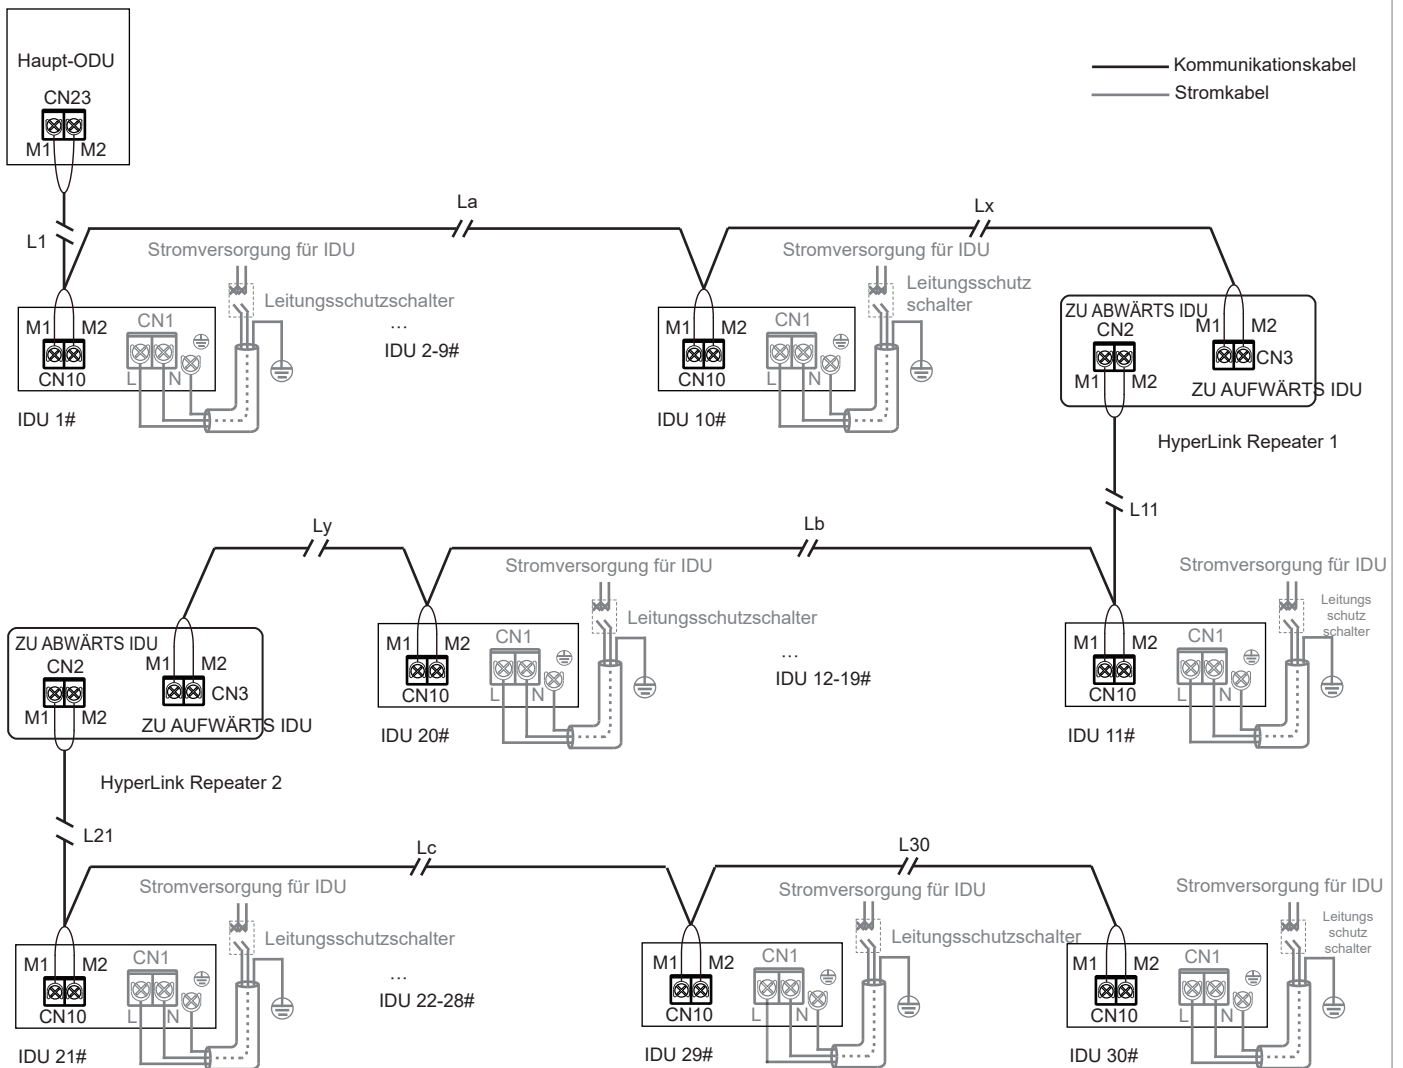 Haupt-ODU
CN23
M1 M2
Kommunikationskabel
Stromkabel
L1
La
Lx
Stromversorgung für IDU
Leitungsschutzschalter
M1 M2
CN10
CN1
L N
IDU 1#
...
IDU 2-9#
Stromversorgung für IDU
Leitungsschutz
schalter
M1 M2
CN10
CN1
L N
IDU 10#
ZU ABWÄRTS IDU
CN2
M1 M2
M1 M2
CN3
ZU AUFWÄRTS IDU
HyperLink Repeater 1
L11
Ly
Lb
ZU ABWÄRTS IDU
CN2
M1 M2
M1 M2
CN3
ZU AUFWÄRTS IDU
HyperLink Repeater 2
Stromversorgung für IDU
Leitungsschutzschalter
M1 M2
CN10
CN1
L N
IDU 20#
...
IDU 12-19#
Stromversorgung für IDU
Leitungs
schutz
schalter
M1 M2
CN10
CN1
L N
IDU 11#
L21
Lc
L30
Stromversorgung für IDU
Leitungsschutzschalter
M1 M2
CN10
CN1
L N
IDU 21#
...
IDU 22-28#
Stromversorgung für IDU
Leitungsschutzschalter
M1 M2
CN10
CN1
L N
IDU 29#
Stromversorgung für IDU
Leitungs
schutz
schalter
M1 M2
CN10
CN1
L N
IDU 30#